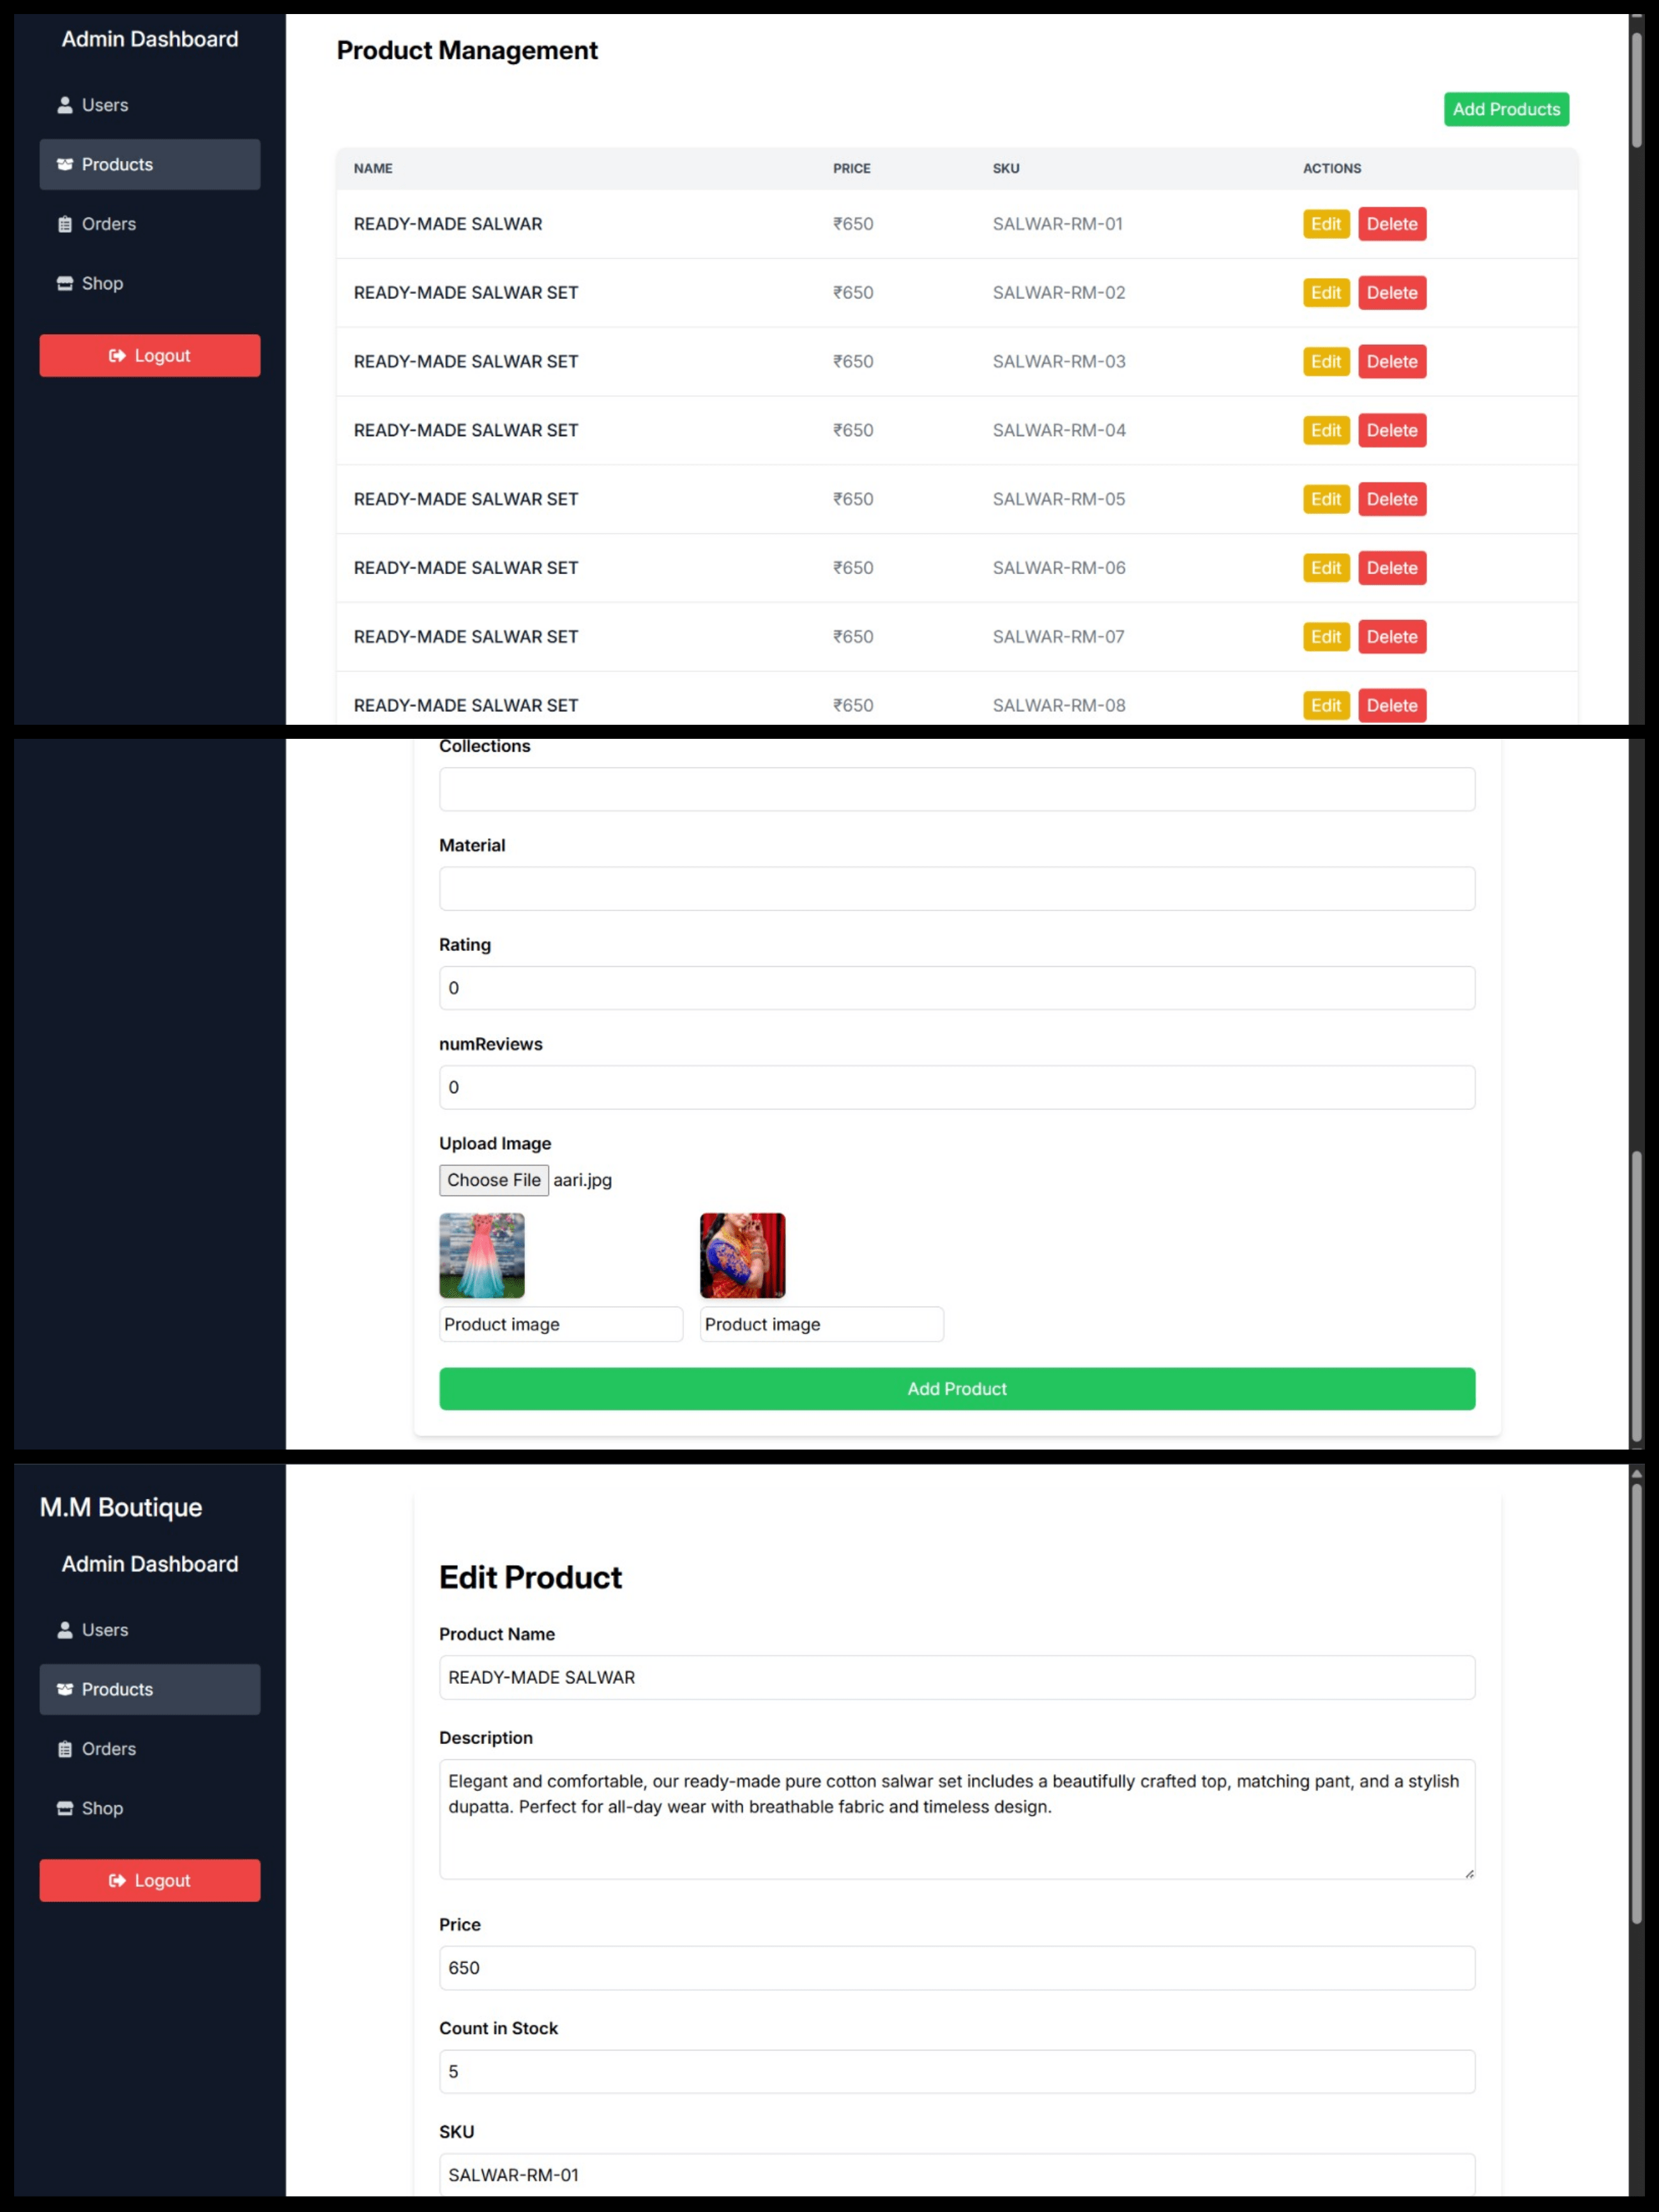 Admin Dashboard
Users
Products
Orders
Shop
Logout
Product Management
Add Products
NAME PRICE SKU ACTIONS
READY-MADE SALWAR ₹650 SALWAR-RM-01 Edit Delete
READY-MADE SALWAR SET ₹650 SALWAR-RM-02 Edit Delete
READY-MADE SALWAR SET ₹650 SALWAR-RM-03 Edit Delete
READY-MADE SALWAR SET ₹650 SALWAR-RM-04 Edit Delete
READY-MADE SALWAR SET ₹650 SALWAR-RM-05 Edit Delete
READY-MADE SALWAR SET ₹650 SALWAR-RM-06 Edit Delete
READY-MADE SALWAR SET ₹650 SALWAR-RM-07 Edit Delete
READY-MADE SALWAR SET ₹650 SALWAR-RM-08 Edit Delete
Collections
Material
Rating
0
numReviews
0
Upload Image
Choose File aari.jpg
Product image Product image
Add Product
M.M Boutique
Admin Dashboard
Users
Products
Orders
Shop
Logout
Edit Product
Product Name
READY-MADE SALWAR
Description
Elegant and comfortable, our ready-made pure cotton salwar set includes a beautifully crafted top, matching pant, and a stylish
dupatta. Perfect for all-day wear with breathable fabric and timeless design.
Price
650
Count in Stock
5
SKU
SALWAR-RM-01